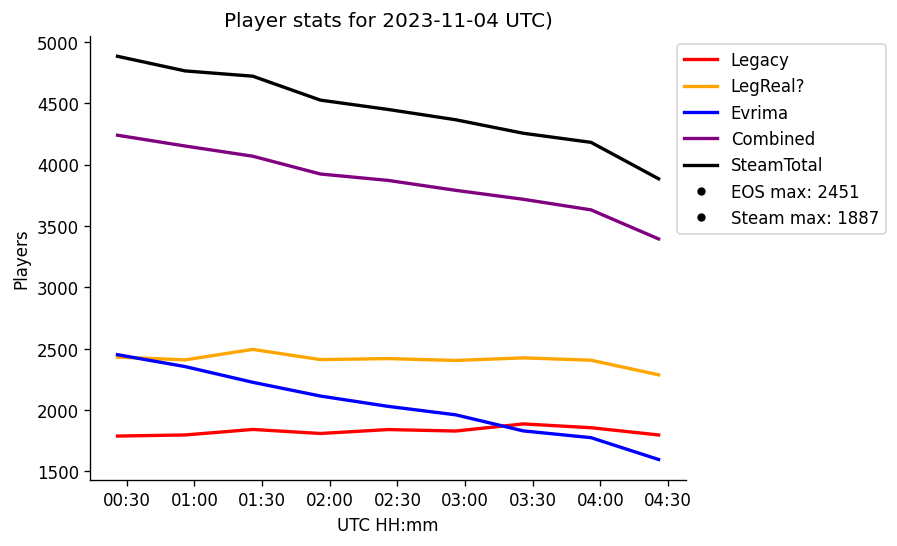 Player stats for 2023-11-04 UTC)
5000
4500
4000
3500
3000
2500
2000
1500
Players
00:30 01:00 01:30 02:00 02:30 03:00 03:30 04:00 04:30
UTC HH:mm
Legacy
LegReal?
Evrima
Combined
SteamTotal
EOS max: 2451
Steam max: 1887